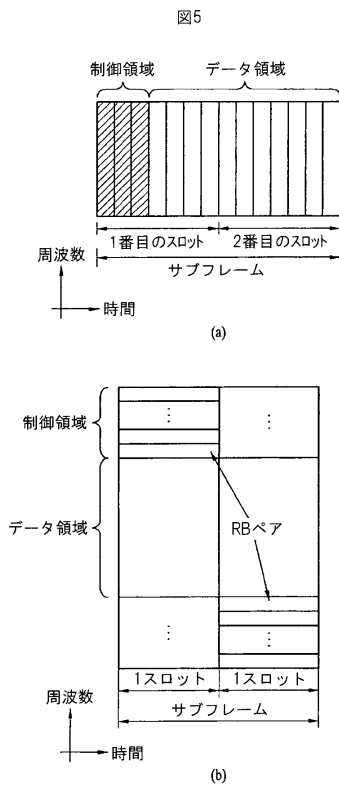 図5
制御領域 データ領域
1番目のスロット 2番目のスロット
サブフレーム
周波数
時間
(a)
制御領域
データ領域
RBペア
1スロット 1スロット
サブフレーム
周波数
時間
(b)